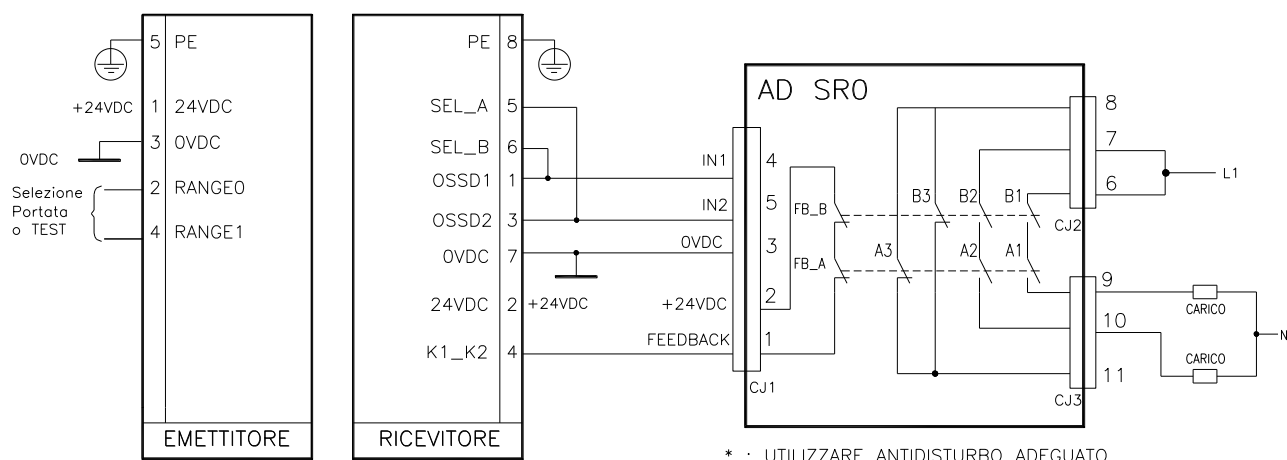 5 PE
+24VDC 1 24VDC
3 0VDC
0VDC
2 RANGE0
Selezione
Portata
o TEST
4 RANGE1
EMETTITORE
PE 8
SEL_A 5
SEL_B 6
OSSD1 1
OSSD2 3
0VDC 7
24VDC 2 +24VDC
K1_K2 4
RICEVITORE
AD SR0
IN1 4
IN2 5
0VDC 3
+24VDC 2
FEEDBACK 1
CJ1
FB_B
FB_A
B3 B2 B1
A3 A2 A1
8
7
6
CJ2
L1
9
10
11
CJ3
CARICO
CARICO
N
* : UTILIZZARE ANTIDISTURBO ADEGUATO